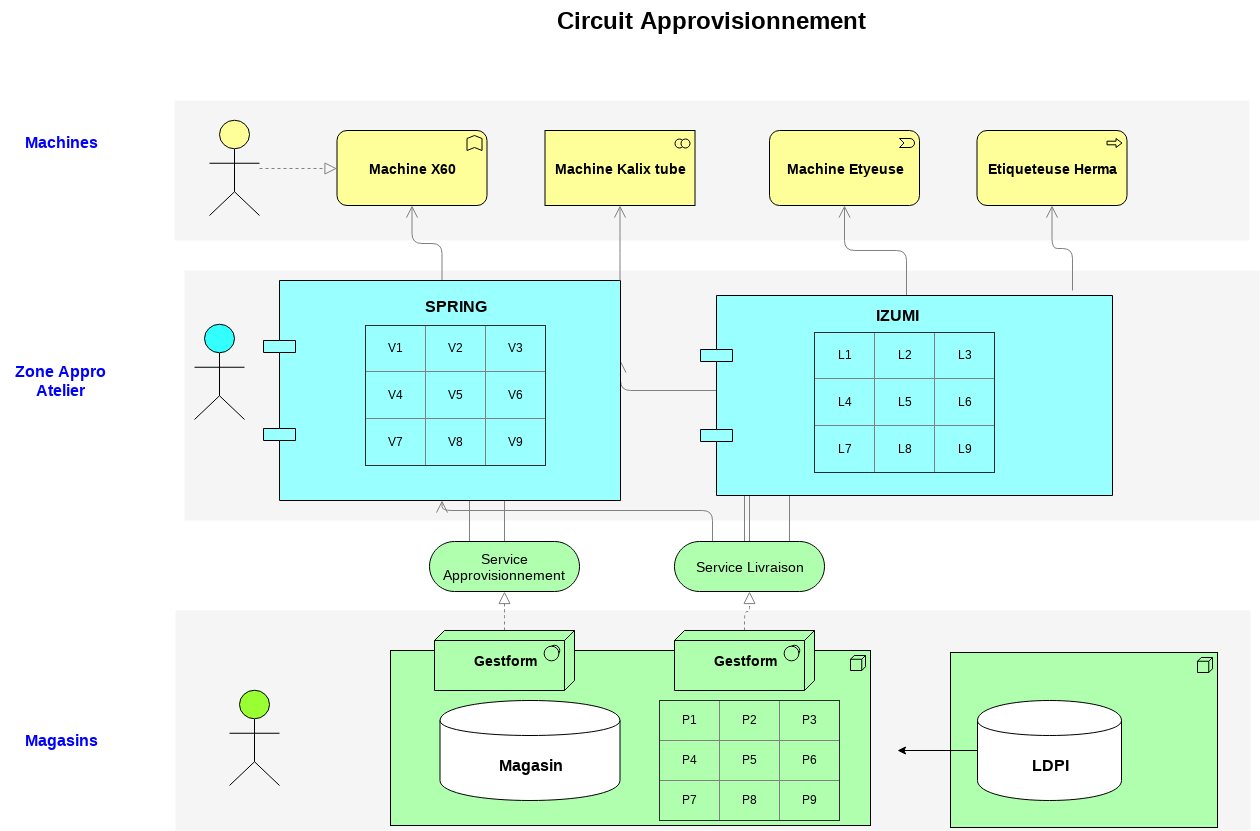 Circuit Approvisionnement
Machines
Machine X60
Machine Kalix tube
Machine Etyeuse
Etiqueteuse Herma
Zone Appro
Atelier
SPRING
V1 V2 V3
V4 V5 V6
V7 V8 V9
IZUMI
L1 L2 L3
L4 L5 L6
L7 L8 L9
Service
Approvisionnement
Service Livraison
Magasins
Gestform
Gestform
Magasin
P1 P2 P3
P4 P5 P6
P7 P8 P9
LDPI